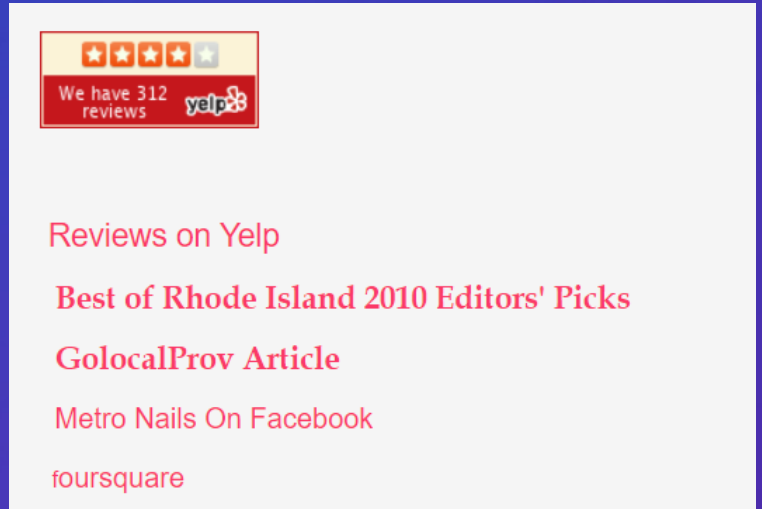 We have 312
reviews
yelp
Reviews on Yelp
Best of Rhode Island 2010 Editors' Picks
GolocalProv Article
Metro Nails On Facebook
foursquare